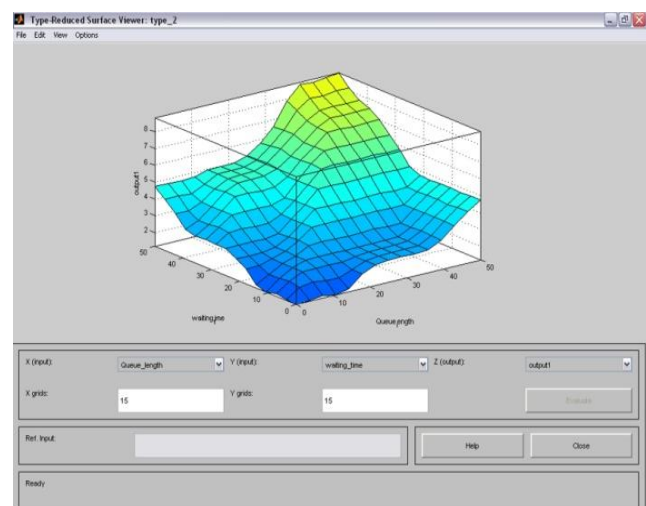 Type-Reduced Surface Viewer: type_2
File Edit View Options
8
7
6
5
4
3
2
output1
50
40
30
20
10
0
0
10
20
30
40
50
waiting_time
Queue_length
X (input): Queue_length Y (input): waiting_time Z (output): output1
X grids: 15 Y grids: 15 Evaluate
Ref. Input: Help Close
Ready